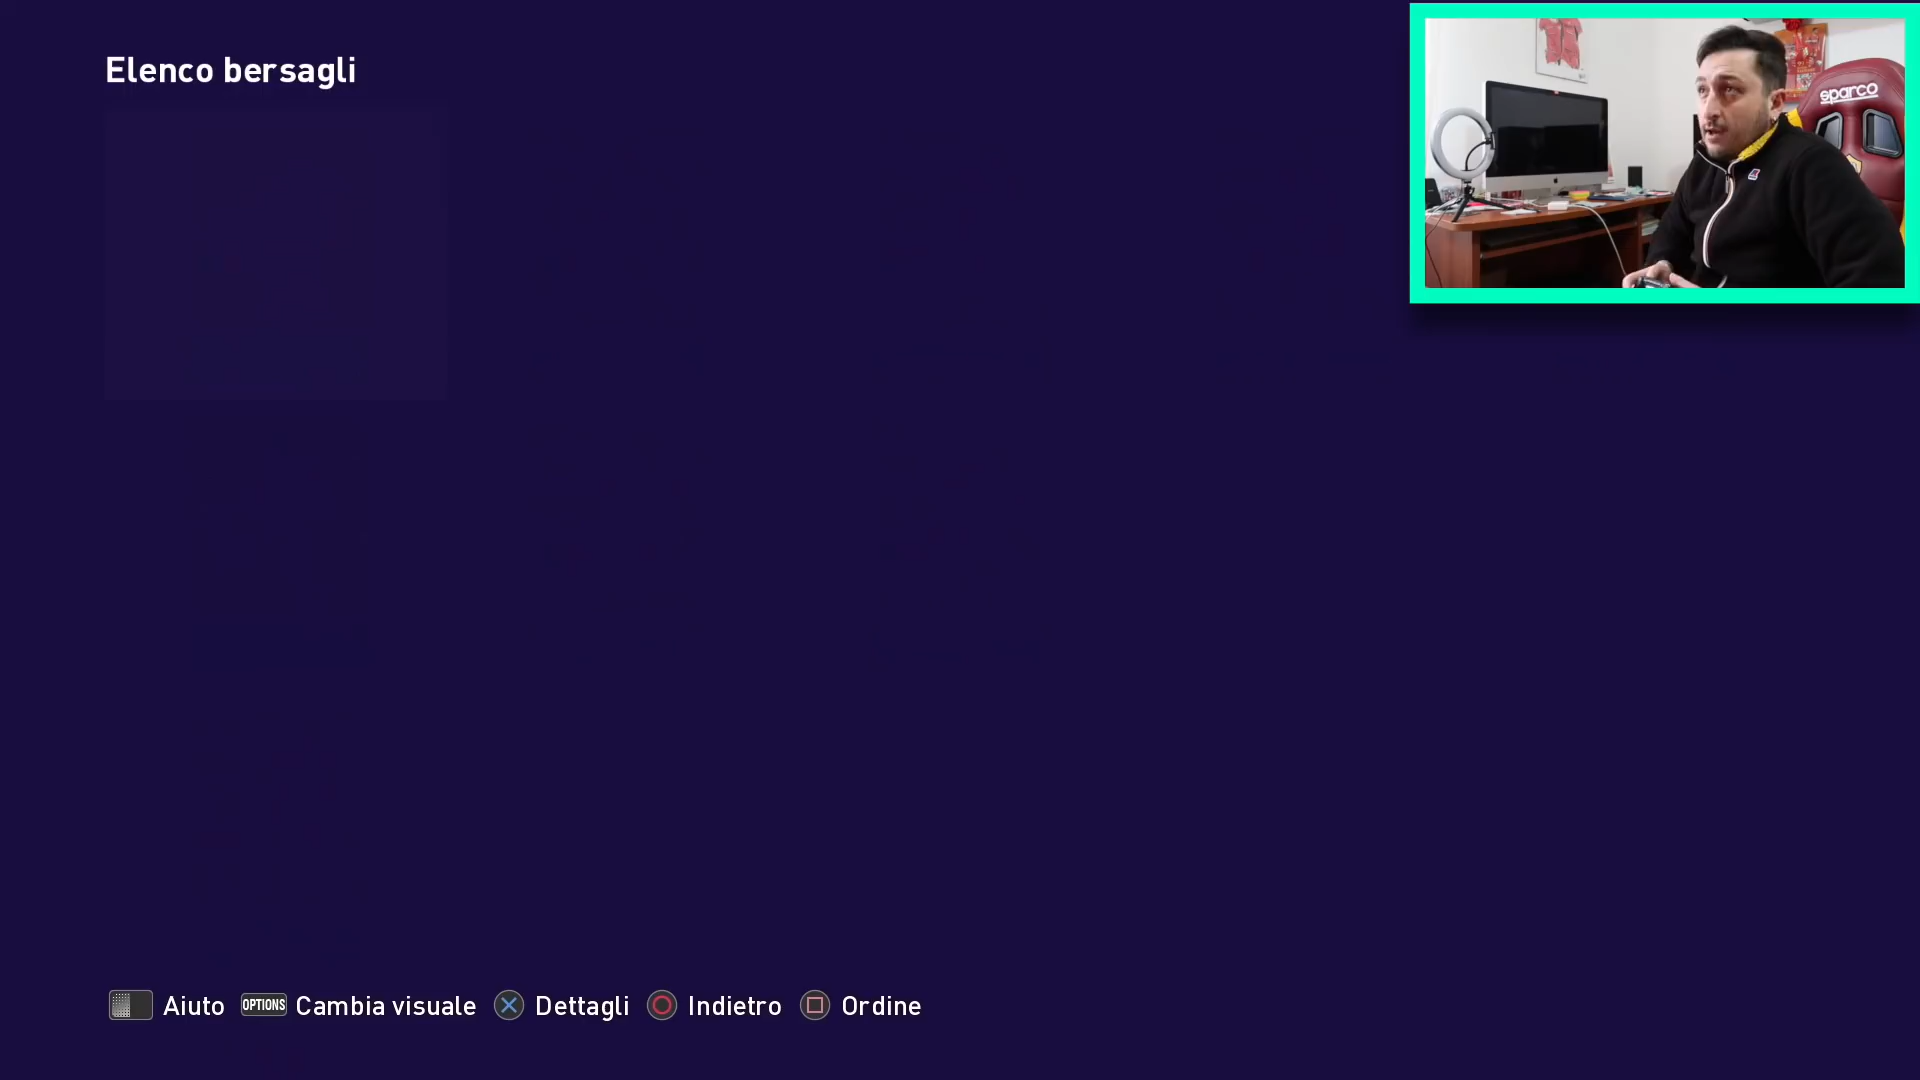 Elenco bersagli
sparco
Aiuto OPTIONS Cambia visuale Dettagli Indietro Ordine